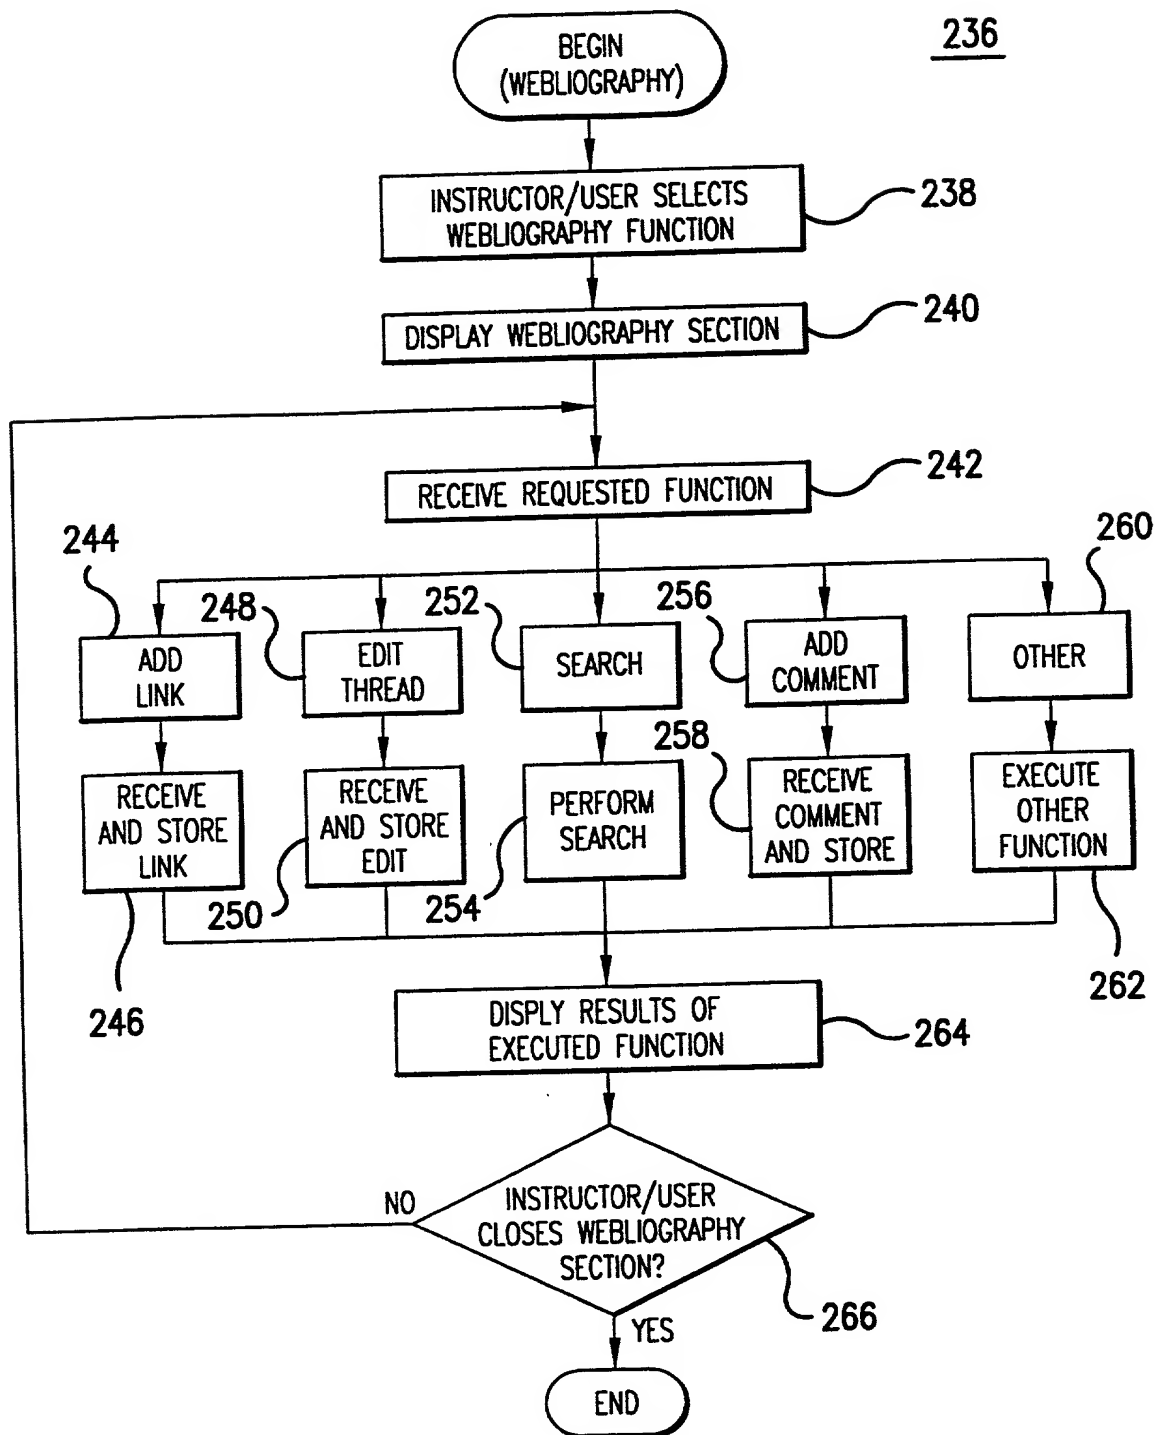 236
BEGIN
(WEBLIOGRAPHY)
INSTRUCTOR/USER SELECTS
WEBLIOGRAPHY FUNCTION
238
DISPLAY WEBLIOGRAPHY SECTION
240
RECEIVE REQUESTED FUNCTION
242
244
ADD
LINK
248
EDIT
THREAD
252
SEARCH
256
ADD
COMMENT
260
OTHER
RECEIVE
AND STORE
LINK
246
RECEIVE
AND STORE
EDIT
250
PERFORM
SEARCH
254
258
RECEIVE
COMMENT
AND STORE
EXECUTE
OTHER
FUNCTION
262
DISPLY RESULTS OF
EXECUTED FUNCTION
264
NO
INSTRUCTOR/USER
CLOSES WEBLIOGRAPHY
SECTION?
266
YES
END